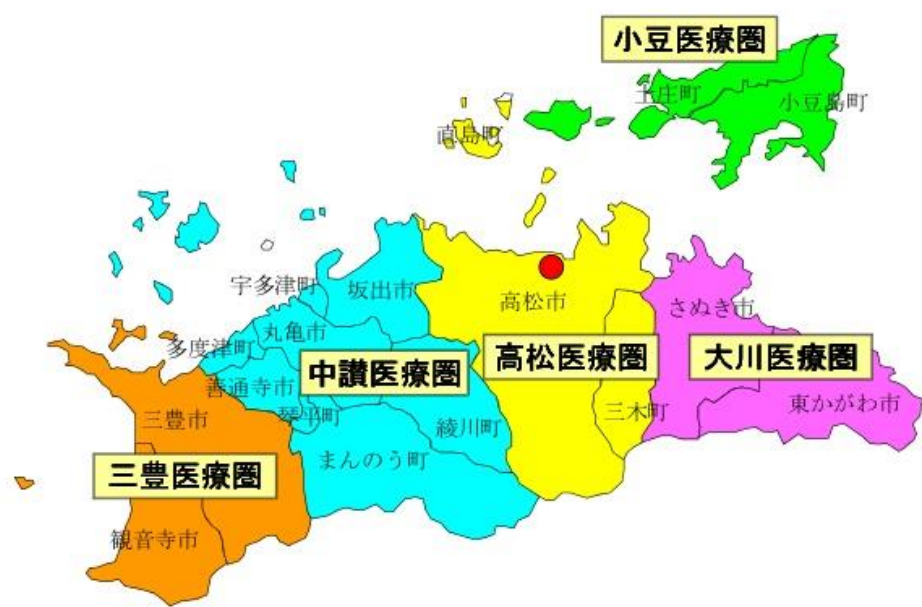 小豆医療圏
土庄町
小豆島町
直島町
宇多津町
坂出市
高松市
さぬき市
丸亀市
多度津町
中讃医療圏
高松医療圏
大川医療圏
善通寺市
琴平町
三豊市
綾川町
三木町
東かがわ市
まんのう町
三豊医療圏
観音寺市